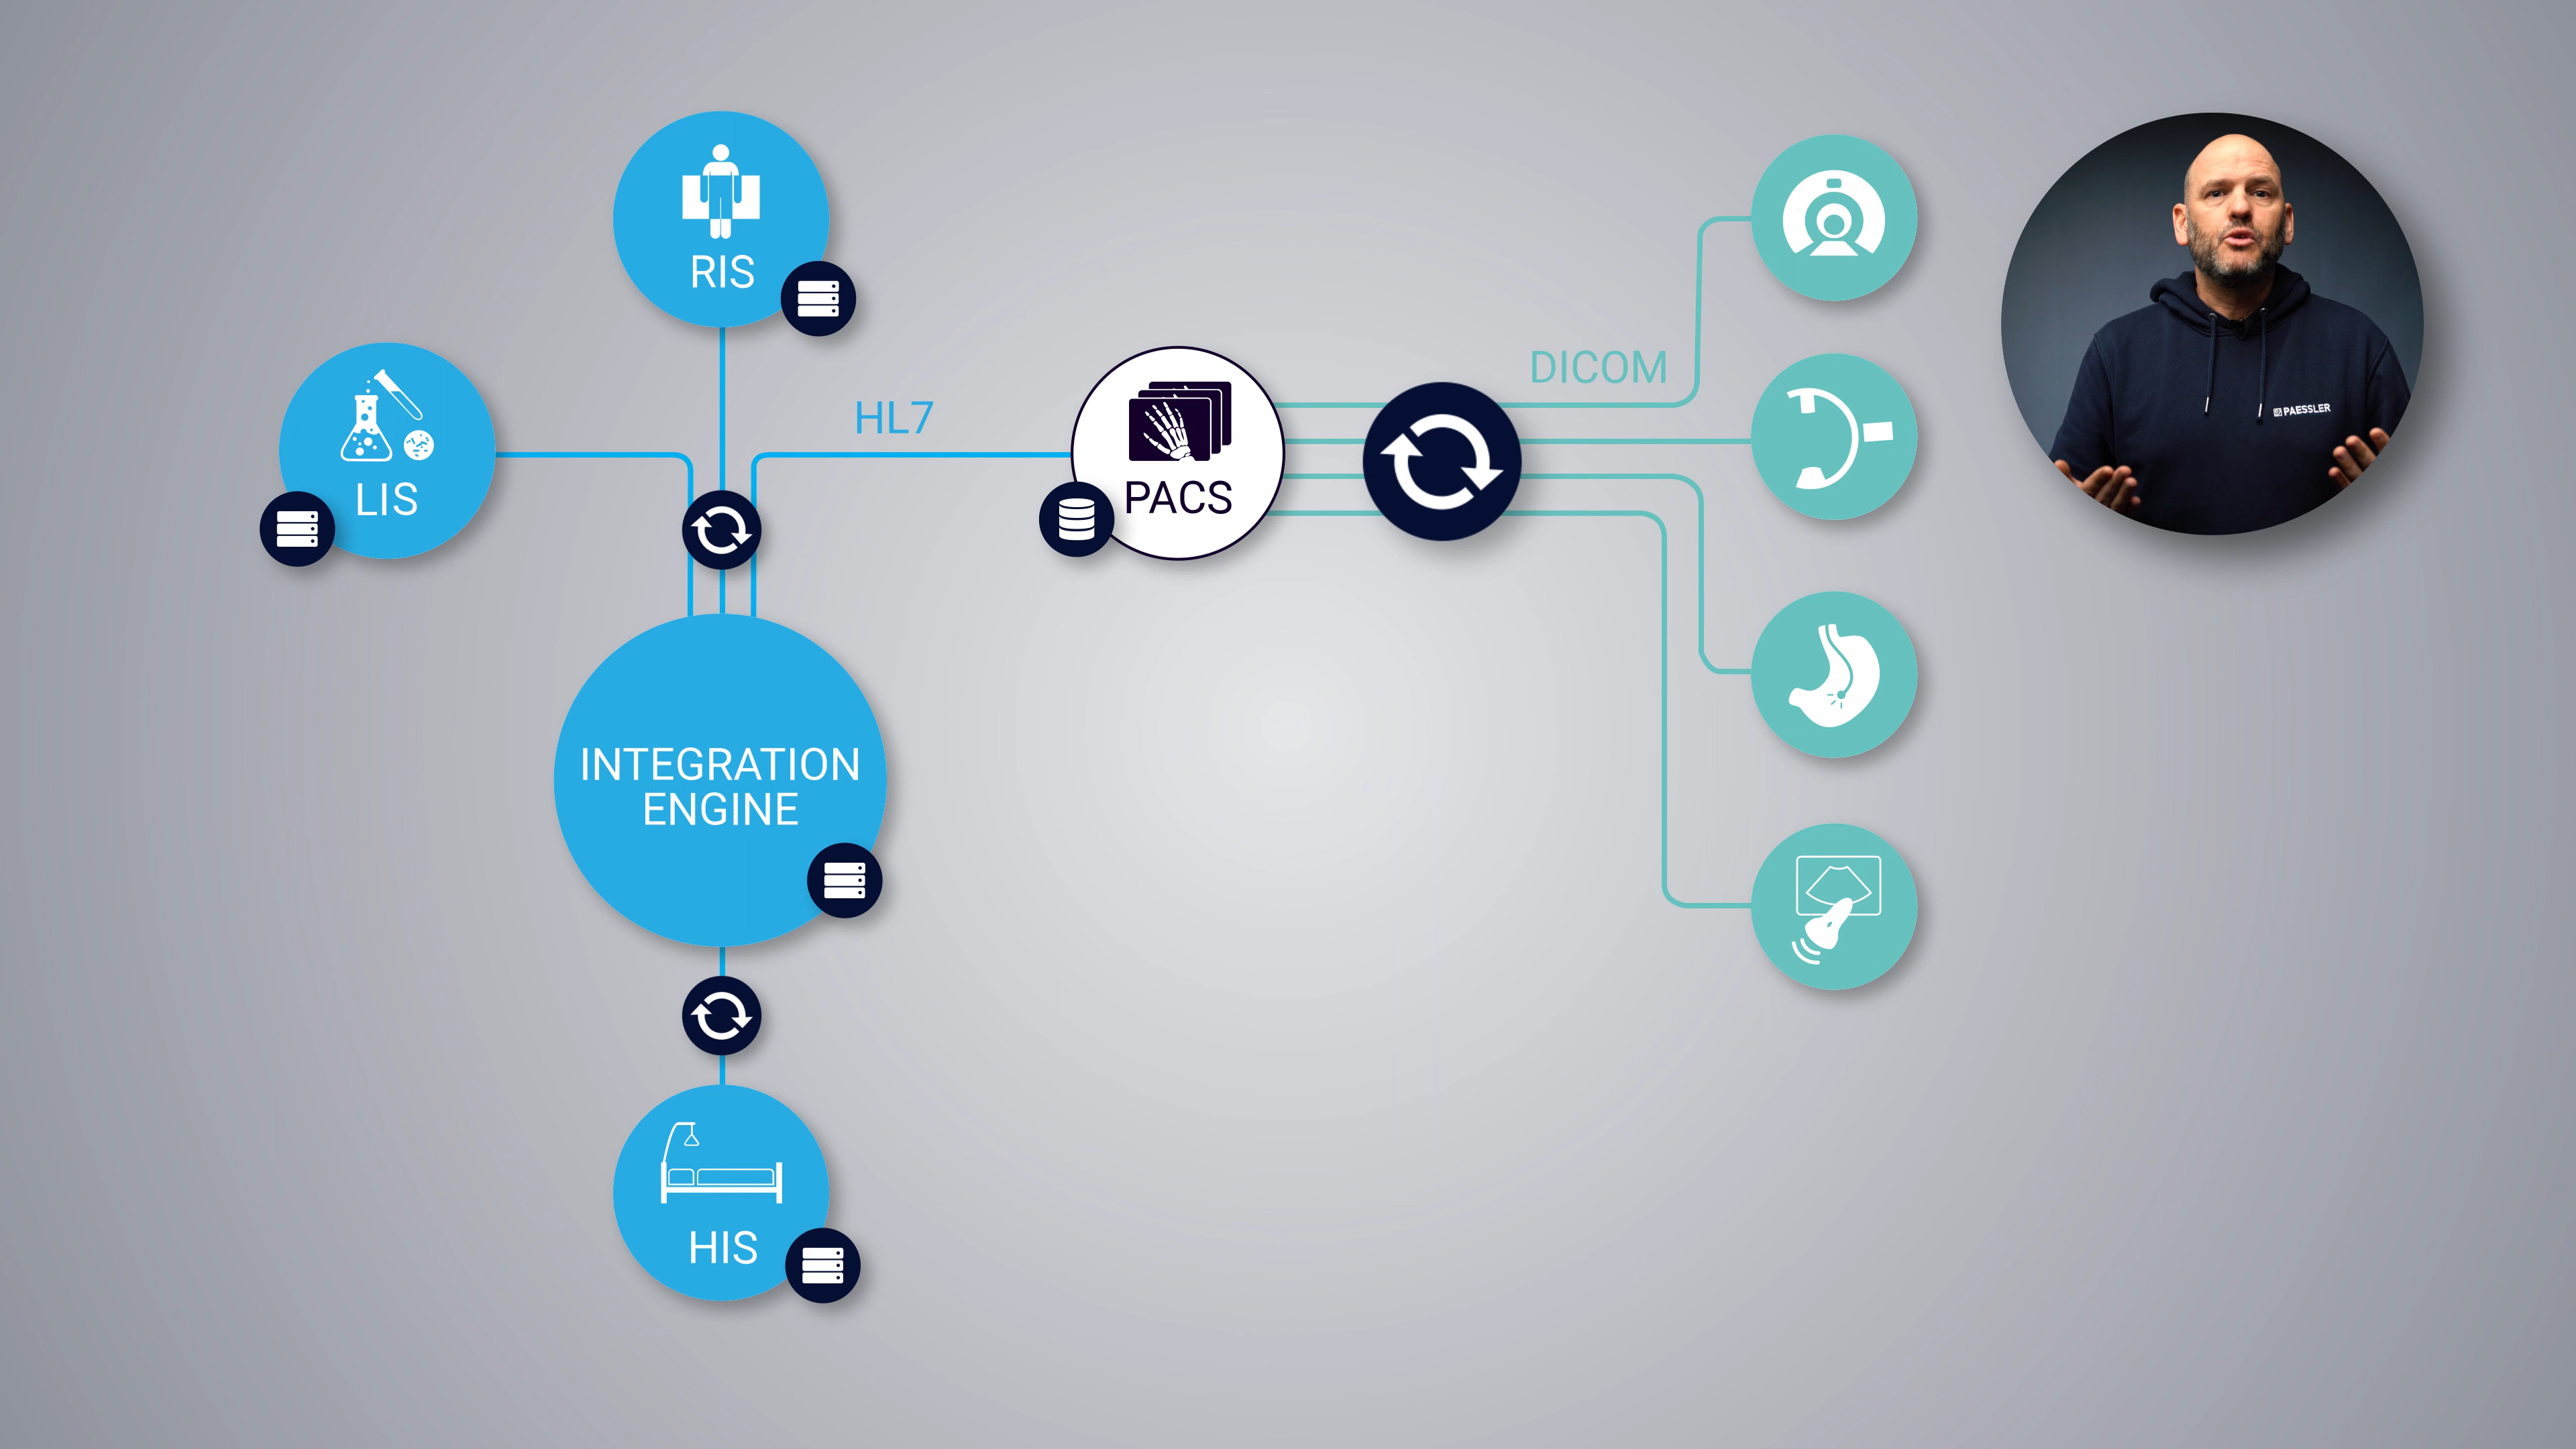 RIS
LIS
HL7
PACS
DICOM
PAESSLER
INTEGRATION
ENGINE
HIS